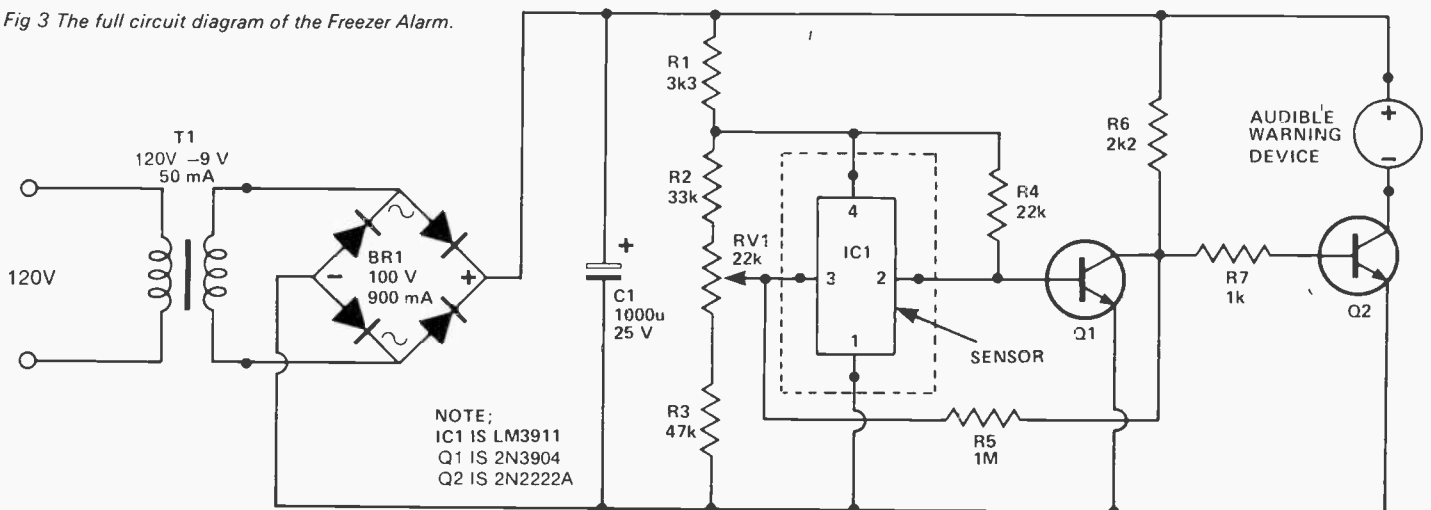 Fig 3 The full circuit diagram of the Freezer Alarm.
T1
120V –9 V
50 mA
120V
BR1
100 V
900 mA
–
+
+
C1
1000u
25 V
NOTE;
IC1 IS LM3911
Q1 IS 2N3904
Q2 IS 2N2222A
R1
3k3
R2
33k
RV1
22k
R3
47k
4
IC1
3
2
1
SENSOR
R4
22k
R5
1M
Q1
R6
2k2
R7
1k
Q2
AUDIBLE
WARNING
DEVICE
+
–